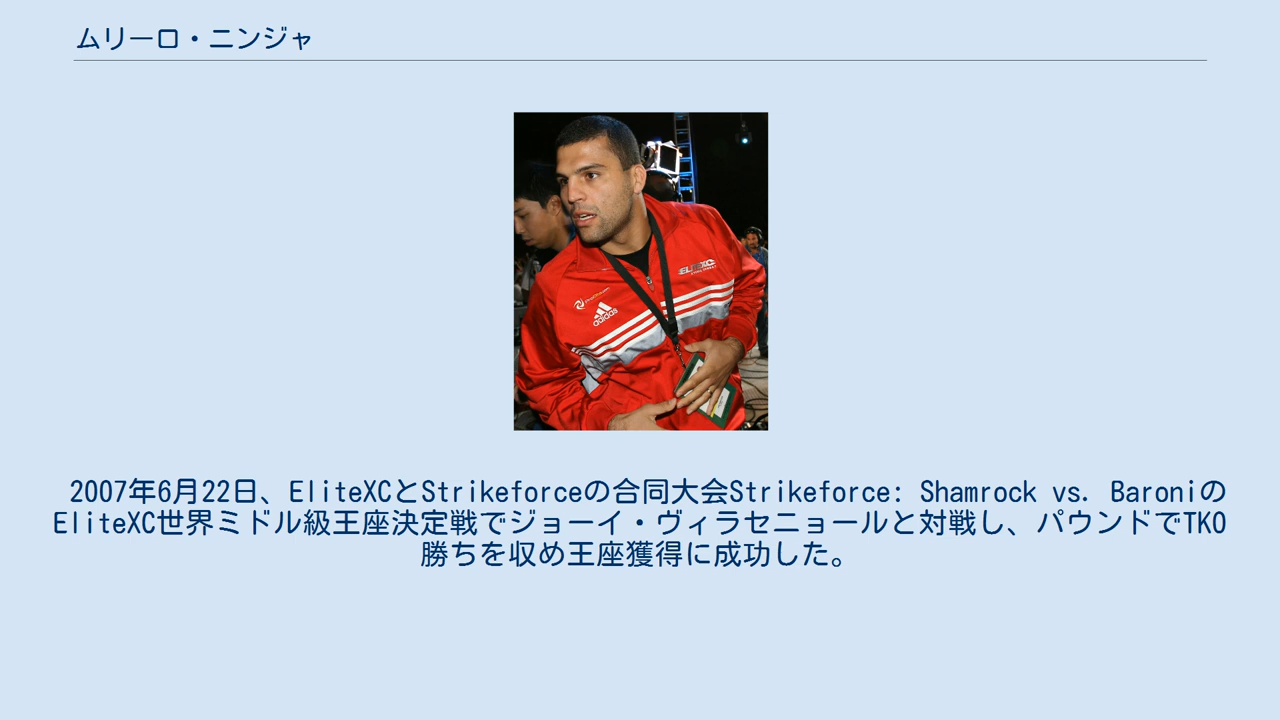 ムリーロ・ニンジャ
ELITEXC
adidas
2007年6月22日、EliteXCとStrikeforceの合同大会Strikeforce: Shamrock vs. Baroniの
EliteXC世界ミドル級王座決定戦でジョーイ・ヴィラセニョールと対戦し、パウンドでTKO
勝ちを収め王座獲得に成功した。